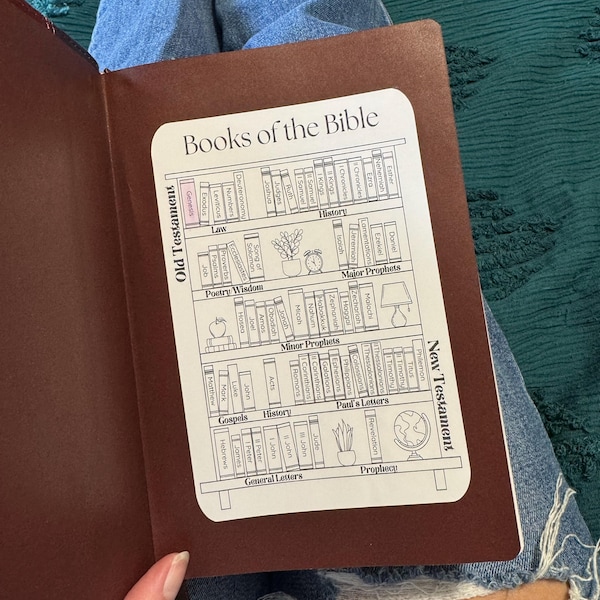 Books of the Bible
Old Testament
Genesis
Exodus
Leviticus
Numbers
Deuteronomy
Joshua
Judges
Ruth
I Samuel
II Samuel
I Kings
II Kings
I Chronicles
II Chronicles
Ezra
Nehemiah
Esther
Law
History
Job
Psalms
Proverbs
Ecclesiastes
Song of Solomon
Isaiah
Jeremiah
Lamentations
Ezekiel
Daniel
Poetry Wisdom
Major Prophets
Hosea
Joel
Amos
Obadiah
Jonah
Micah
Nahum
Habakkuk
Zephaniah
Haggai
Zechariah
Malachi
Minor Prophets
New Testament
Matthew
Mark
Luke
John
Acts
Romans
I Corinthians
II Corinthians
Ephesians
Philippians
Colossians
I Thessalonians
II Thessalonians
I Timothy
II Timothy
Titus
Philemon
Gospels
History
Paul's Letters
Hebrews
James
I Peter
II Peter
I John
II John
III John
Jude
Revelation
General Letters
Prophecy